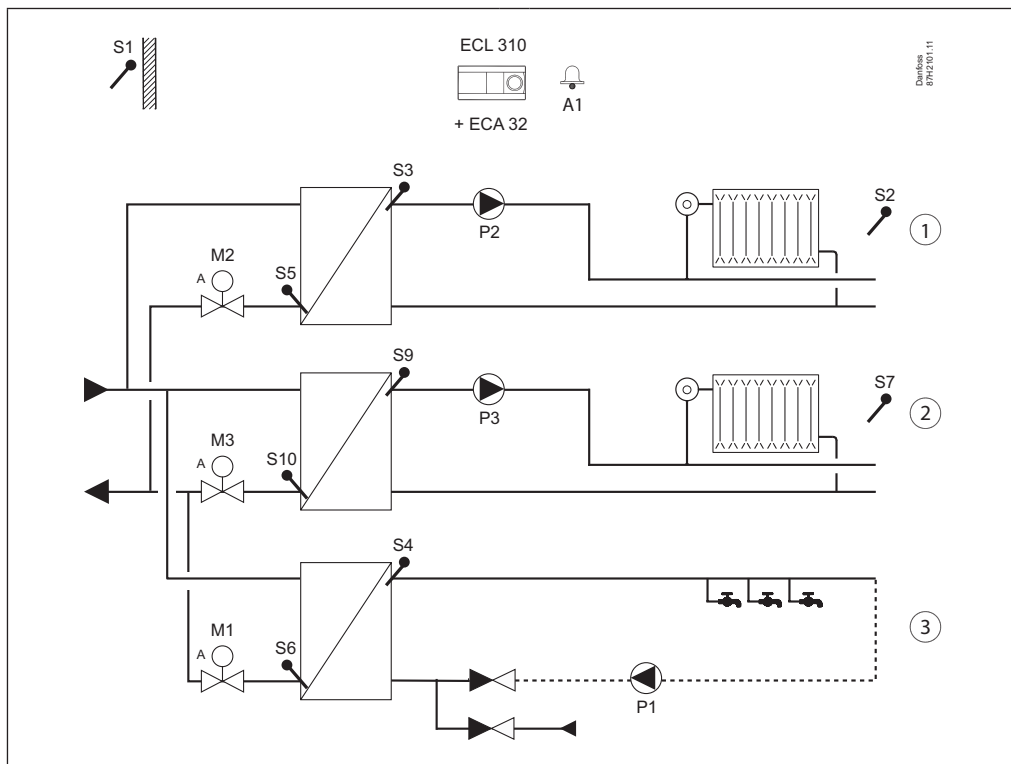 S1
ECL 310
A1
+ ECA 32
Danfoss
87H2101.11
S3
P2
S2
1
M2
A
S5
S9
P3
S7
2
M3
A
S10
S4
M1
A
S6
P1
3